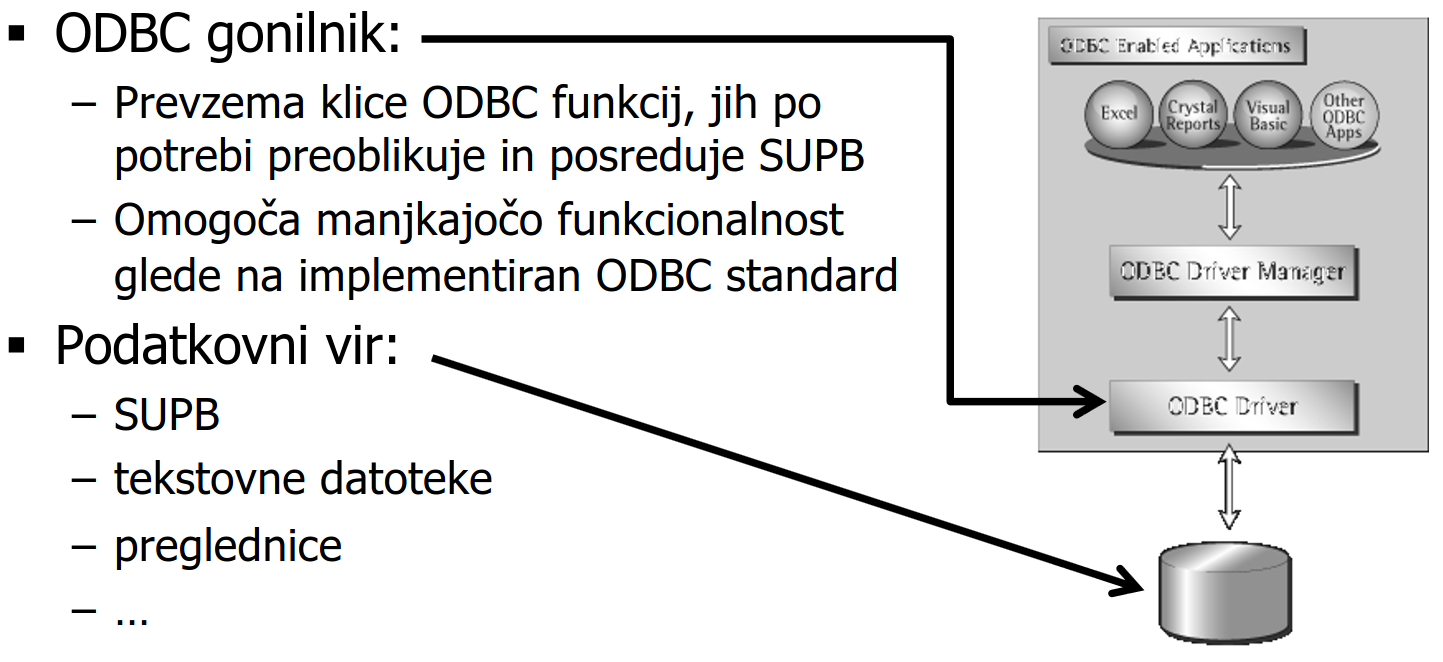 ▪ ODBC gonilnik:
– Prevzema klice ODBC funkcij, jih po
potrebi preoblikuje in posreduje SUPB
– Omogoča manjkajočo funkcionalnost
glede na implementiran ODBC standard
▪ Podatkovni vir:
– SUPB
– tekstovne datoteke
– preglednice
– ...
ODBC Enabled Applications
Excel
Crystal
Reports
Visual
Basic
Other
ODBC
Apps
ODBC Driver Manager
ODBC Driver